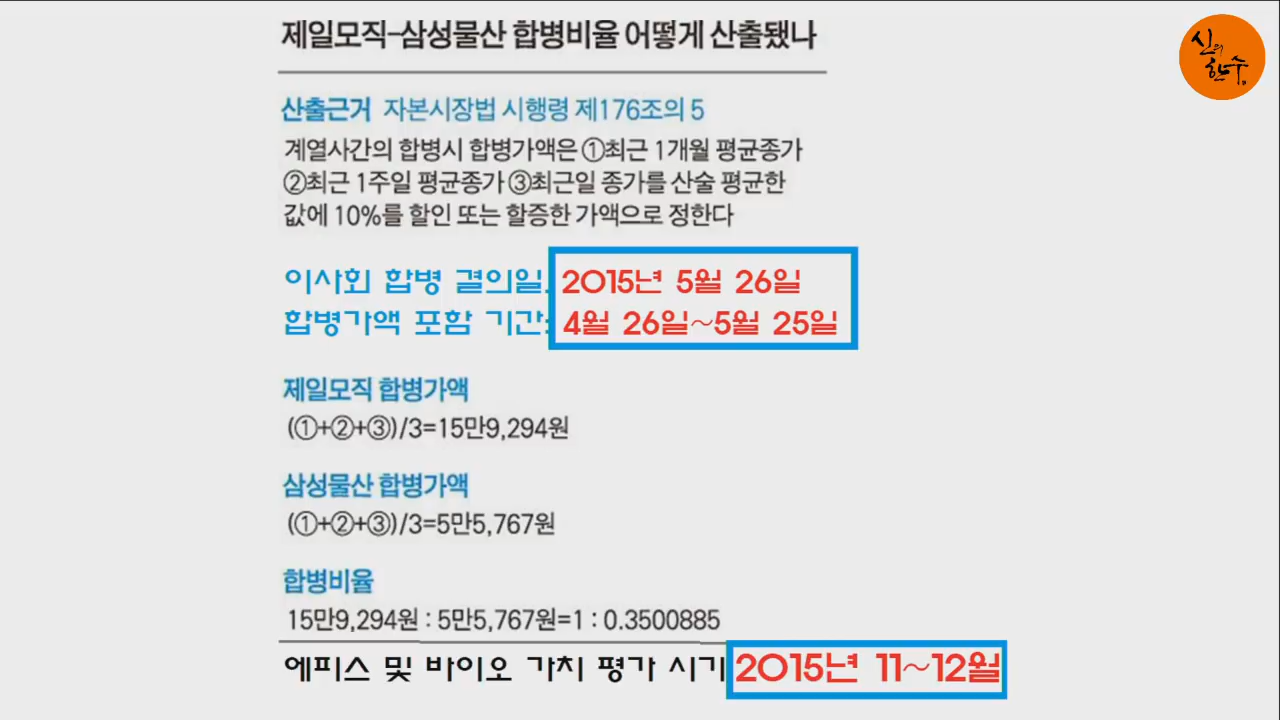 제일모직-삼성물산 합병비율 어떻게 산출됐나
신의한수
산출근거 자본시장법 시행령 제176조의 5
계열사간의 합병시 합병가액은 ①최근 1개월 평균종가
②최근 1주일 평균종가 ③최근일 종가를 산술 평균한
값에 10%를 할인 또는 할증한 가액으로 정한다
이사회 합병 결의일: 2015년 5월 26일
합병가액 포함 기간: 4월 26일~5월 25일
제일모직 합병가액
(①+②+③)/3=15만9,294원
삼성물산 합병가액
(①+②+③)/3=5만5,767원
합병비율
15만9,294원 : 5만5,767원=1 : 0.3500885
에피스 및 바이오 가치 평가 시기 2015년 11~12월